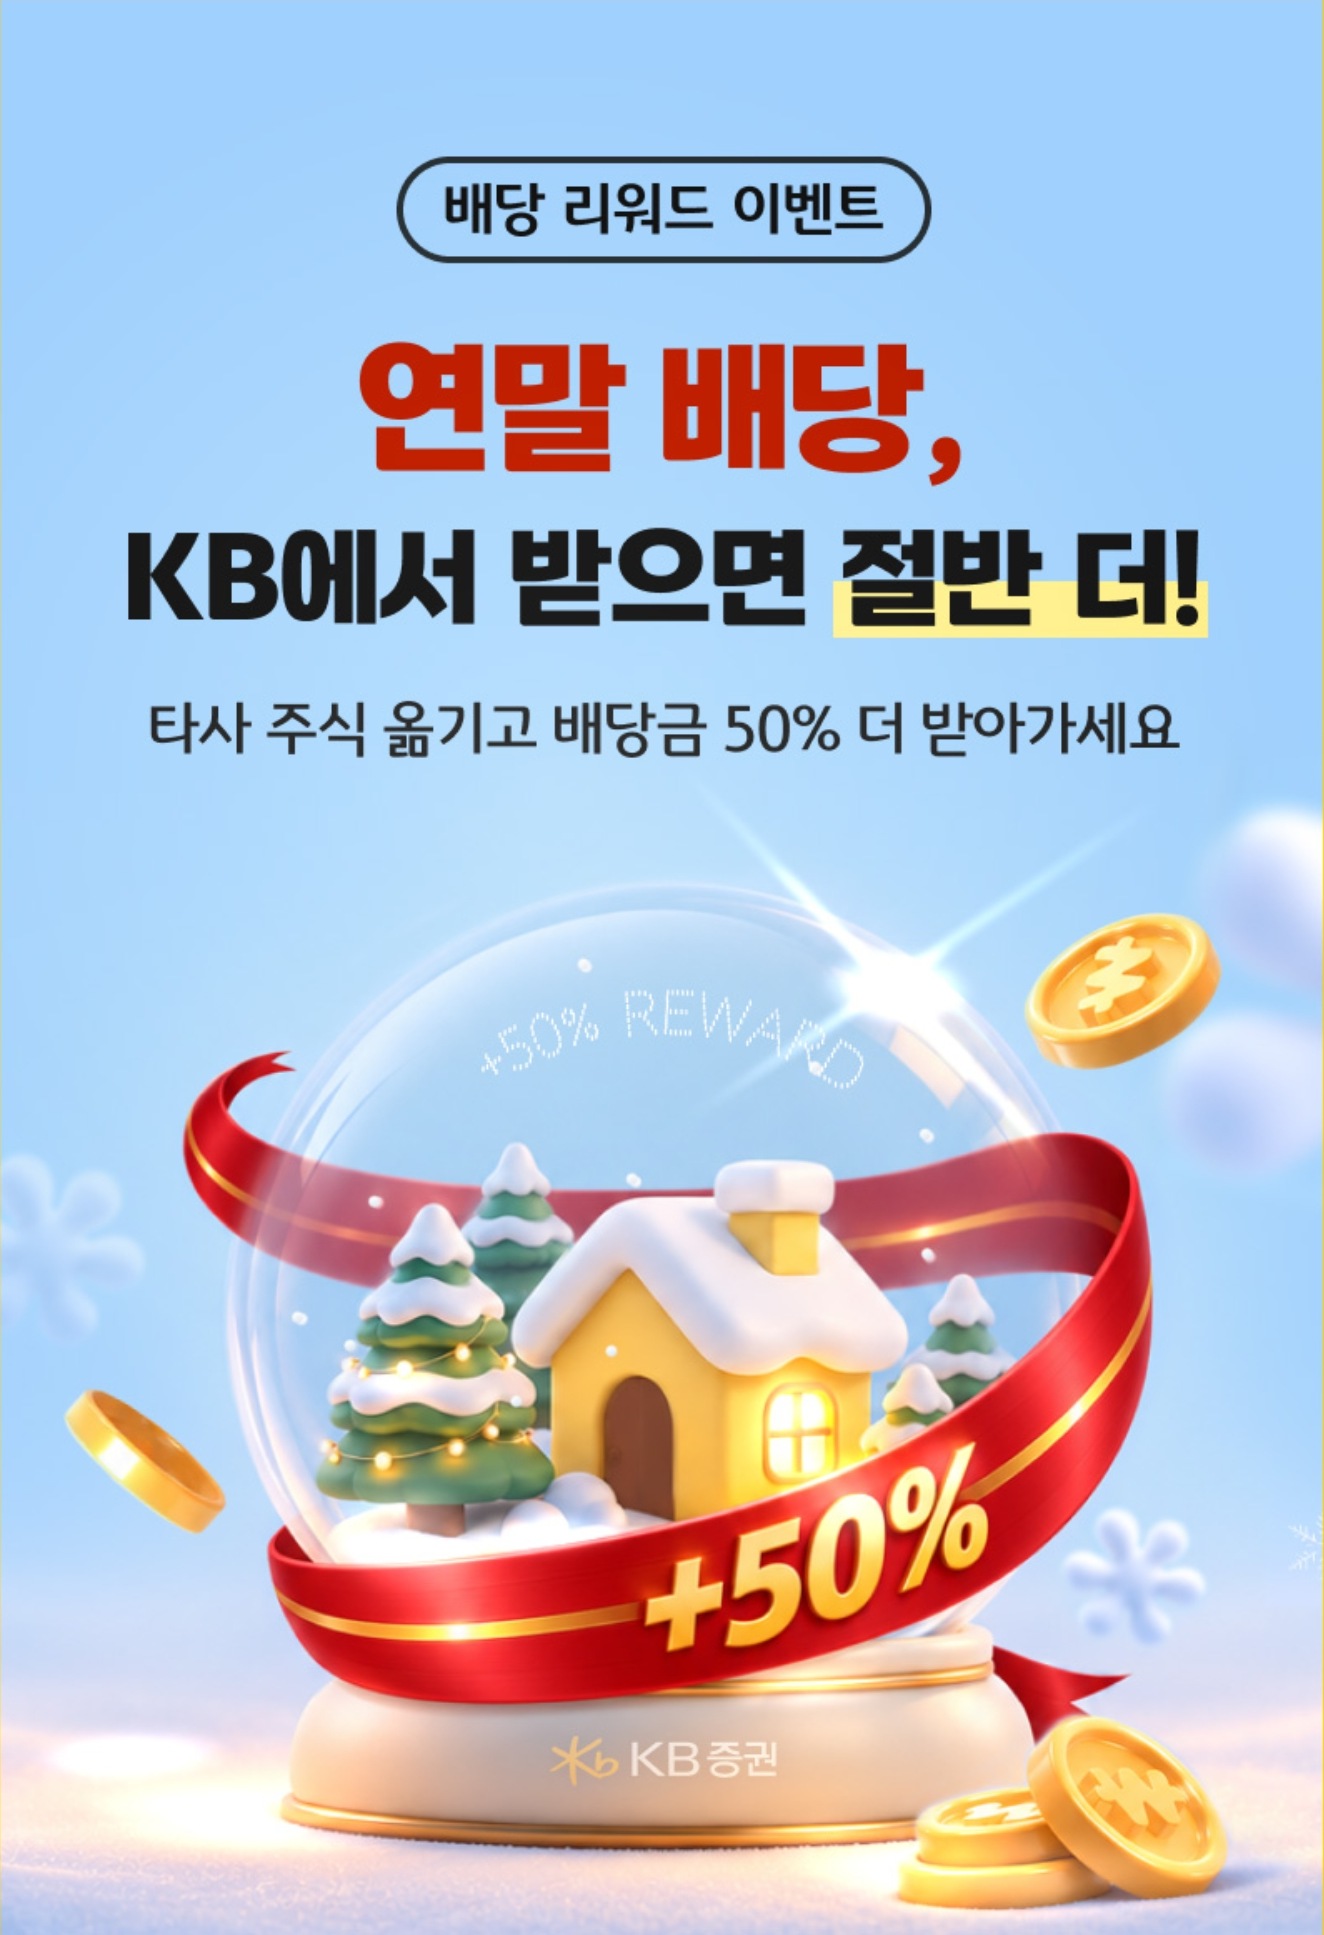 배당 리워드 이벤트
연말 배당,
KB에서 받으면 절반 더!
타사 주식 옮기고 배당금 50% 더 받아가세요
+50% REWARD
+50%
Kb KB증권